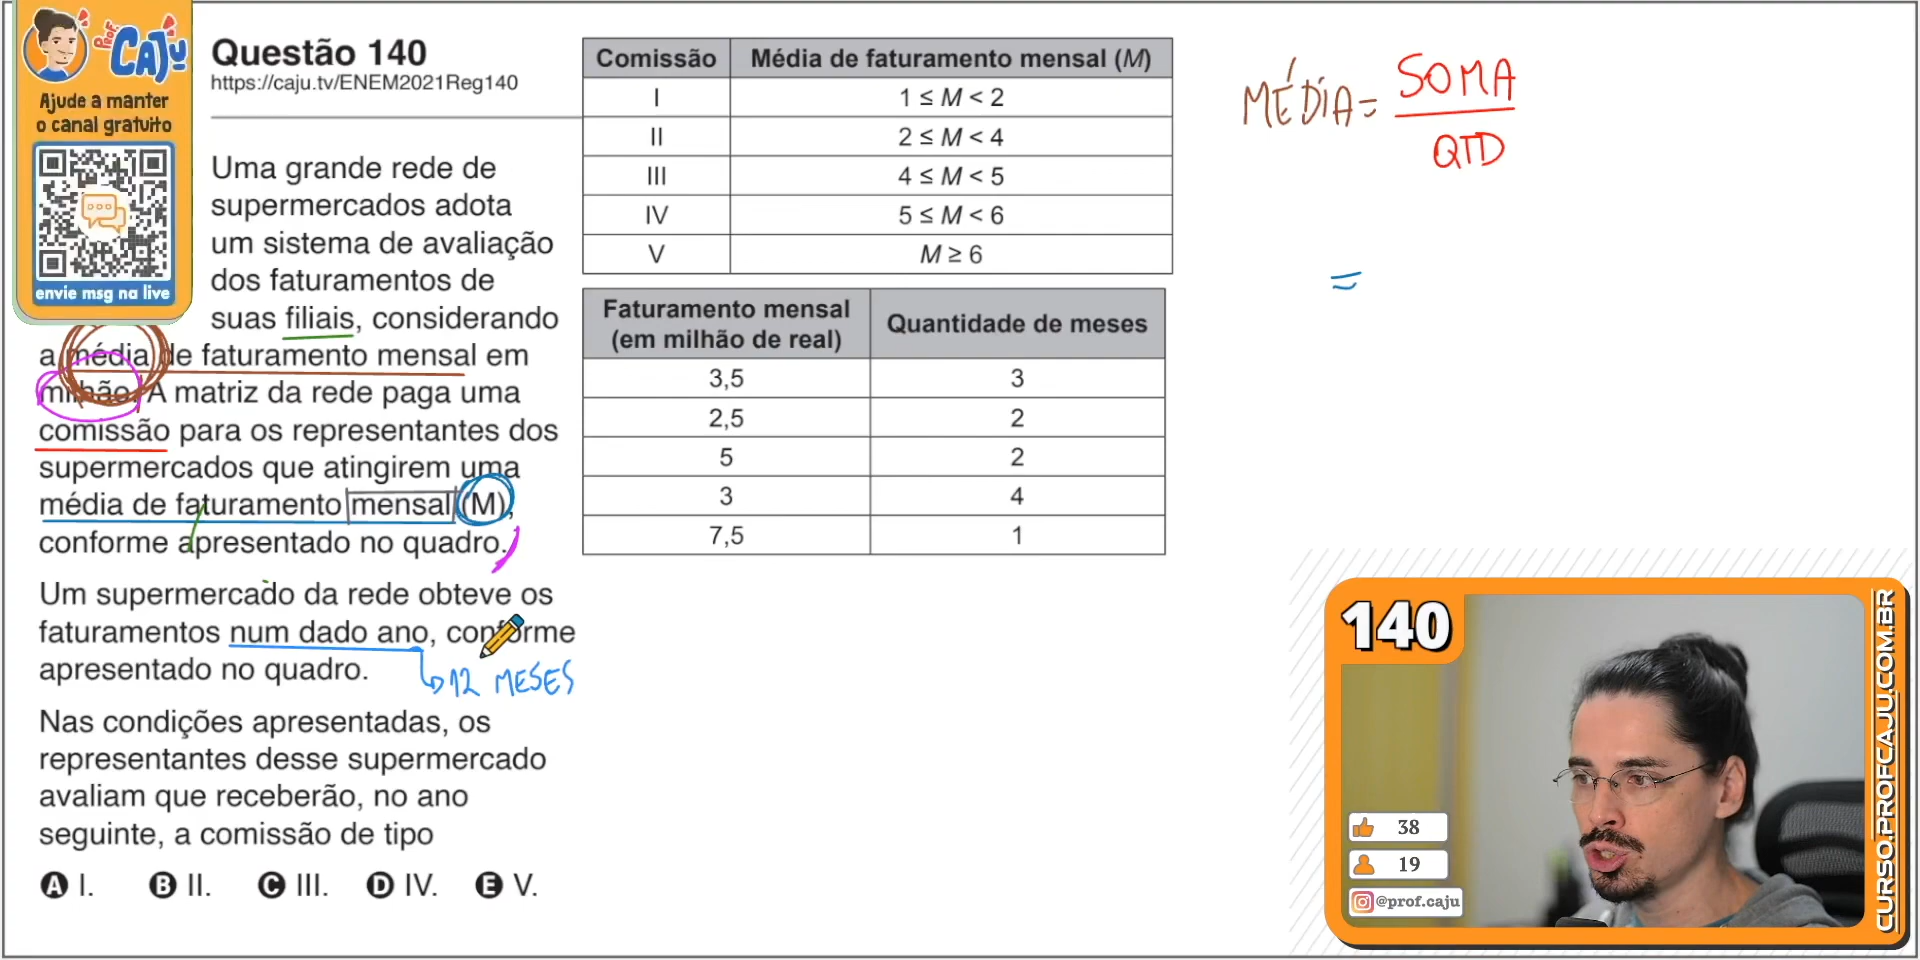 PROF.
CAJU
Ajude a manter
o canal gratuito
envie msg na live
Questão 140
https://caju.tv/ENEM2021Reg140
Uma grande rede de
supermercados adota
um sistema de avaliação
dos faturamentos de
suas filiais, considerando
a média de faturamento mensal em
milhão. A matriz da rede paga uma
comissão para os representantes dos
supermercados que atingirem uma
média de faturamento mensal (M),
conforme apresentado no quadro.
Um supermercado da rede obteve os
faturamentos num dado ano, conforme
apresentado no quadro.
12 MESES
Nas condições apresentadas, os
representantes desse supermercado
avaliam que receberão, no ano
seguinte, a comissão de tipo
A I. B II. C III. D IV. E V.
Comissão Média de faturamento mensal (M)
I 1 ≤ M < 2
II 2 ≤ M < 4
III 4 ≤ M < 5
IV 5 ≤ M < 6
V M ≥ 6
Faturamento mensal
(em milhão de real) Quantidade de meses
3,5 3
2,5 2
5 2
3 4
7,5 1
MÉDIA = SOMA
QTD
=
140
38
19
@prof.caju
CURSO.PROFCAJU.COM.BR